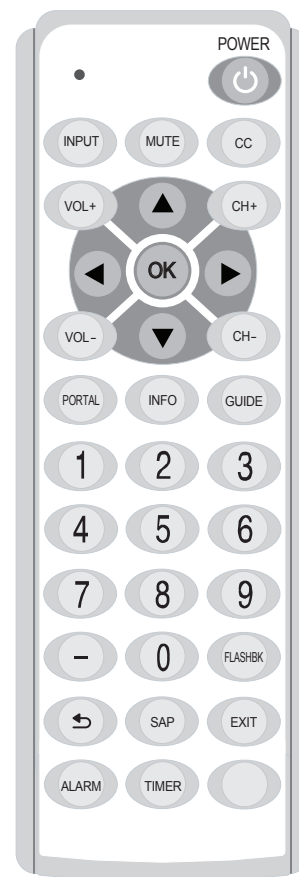 POWER
INPUT MUTE CC
VOL+ CH+
OK
VOL– CH–
PORTAL INFO GUIDE
1 2 3
4 5 6
7 8 9
– 0 FLASHBK
SAP EXIT
ALARM TIMER